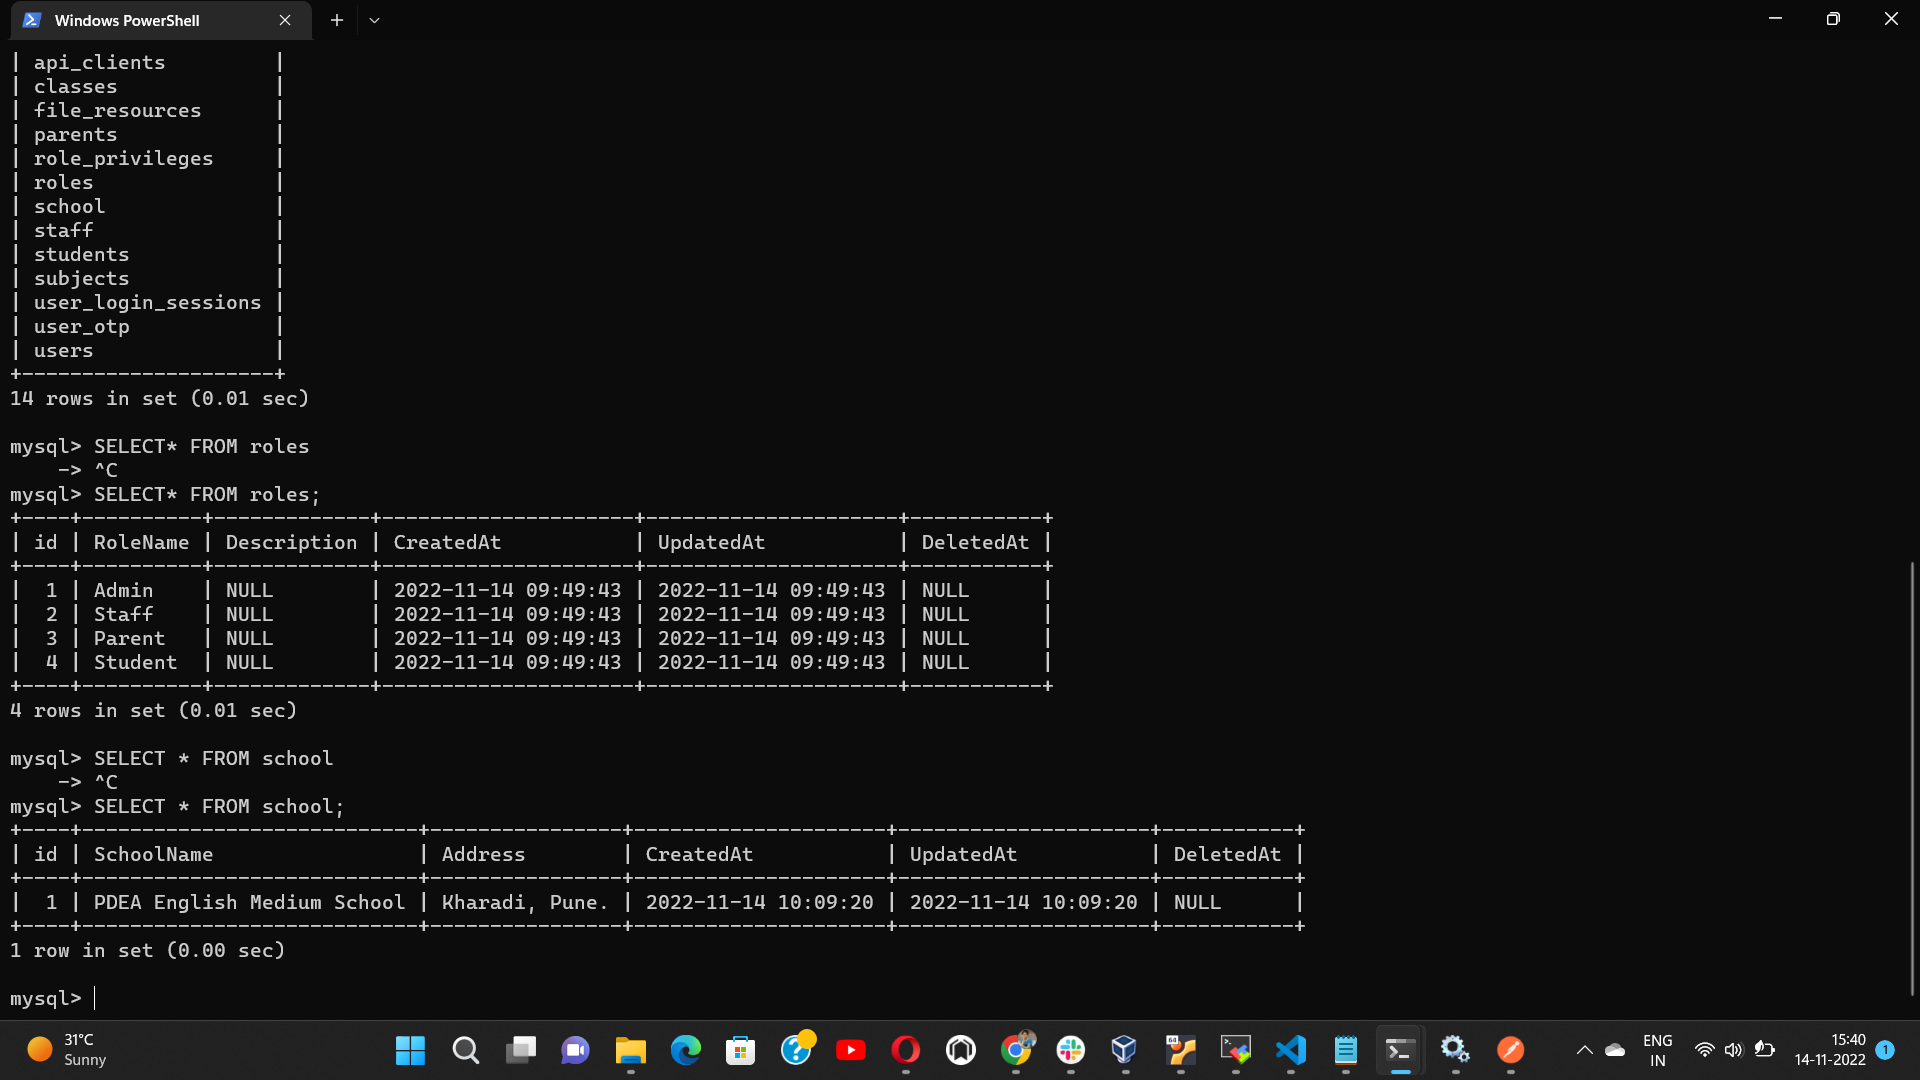 Windows PowerShell
| api_clients         |
| classes             |
| file_resources      |
| parents             |
| role_privileges     |
| roles               |
| school              |
| staff               |
| students            |
| subjects            |
| user_login_sessions |
| user_otp            |
| users               |
+---------------------+
14 rows in set (0.01 sec)
mysql> SELECT* FROM roles
    -> ^C
mysql> SELECT* FROM roles;
+----+----------+-------------+---------------------+---------------------+-----------+
| id | RoleName | Description | CreatedAt           | UpdatedAt           | DeletedAt |
+----+----------+-------------+---------------------+---------------------+-----------+
|  1 | Admin    | NULL        | 2022-11-14 09:49:43 | 2022-11-14 09:49:43 | NULL      |
|  2 | Staff    | NULL        | 2022-11-14 09:49:43 | 2022-11-14 09:49:43 | NULL      |
|  3 | Parent   | NULL        | 2022-11-14 09:49:43 | 2022-11-14 09:49:43 | NULL      |
|  4 | Student  | NULL        | 2022-11-14 09:49:43 | 2022-11-14 09:49:43 | NULL      |
+----+----------+-------------+---------------------+---------------------+-----------+
4 rows in set (0.01 sec)
mysql> SELECT * FROM school
    -> ^C
mysql> SELECT * FROM school;
+----+----------------------------+----------------+---------------------+---------------------+-----------+
| id | SchoolName                 | Address        | CreatedAt           | UpdatedAt           | DeletedAt |
+----+----------------------------+----------------+---------------------+---------------------+-----------+
|  1 | PDEA English Medium School | Kharadi, Pune. | 2022-11-14 10:09:20 | 2022-11-14 10:09:20 | NULL      |
+----+----------------------------+----------------+---------------------+---------------------+-----------+
1 row in set (0.00 sec)
mysql>
31°C
Sunny
64
ENG
IN
15:40
14-11-2022
1